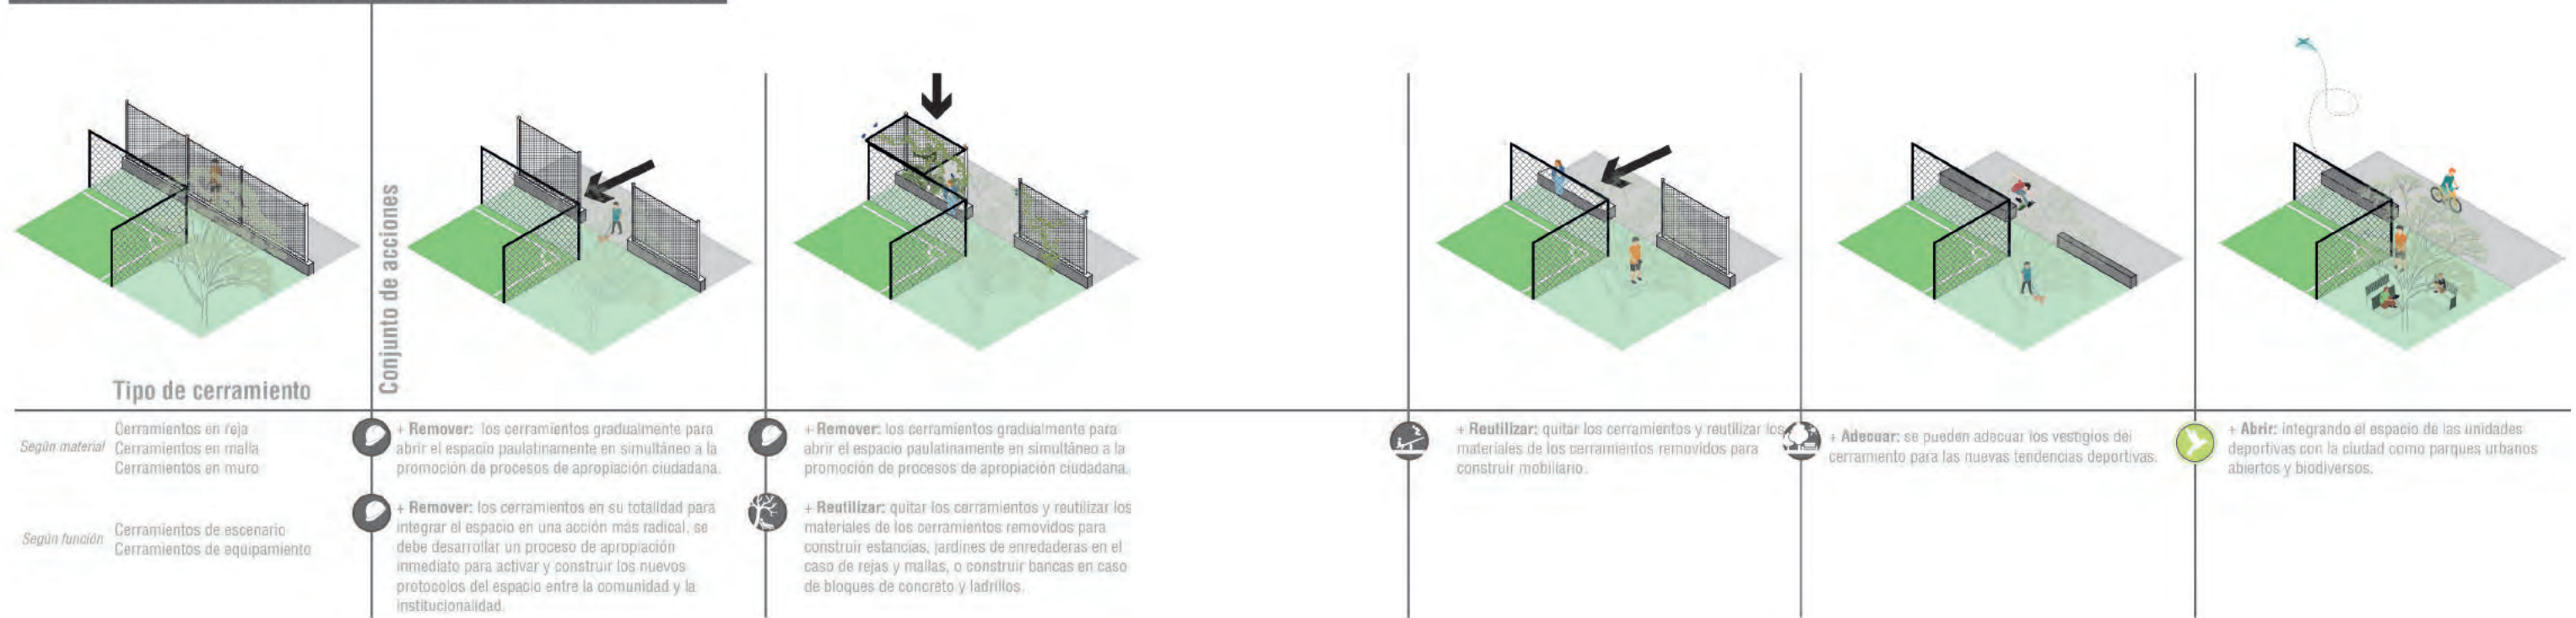 Conjunto de acciones
Tipo de cerramiento
Según material
Cerramientos en reja
Cerramientos en malla
Cerramientos en muro
Según función
Cerramientos de escenario
Cerramientos de equipamiento
+ Remover: los cerramientos gradualmente para
abrir el espacio paulatinamente en simultáneo a la
promoción de procesos de apropiación ciudadana.
+ Remover: los cerramientos en su totalidad para
integrar el espacio en una acción más radical, se
debe desarrollar un proceso de apropiación
inmediato para activar y construir los nuevos
protocolos del espacio entre la comunidad y la
institucionalidad.
+ Remover: los cerramientos gradualmente para
abrir el espacio paulatinamente en simultáneo a la
promoción de procesos de apropiación ciudadana.
+ Reutilizar: quitar los cerramientos y reutilizar los
materiales de los cerramientos removidos para
construir estancias, jardines de enredaderas en el
caso de rejas y mallas, o construir bancas en caso
de bloques de concreto y ladrillos.
+ Reutilizar: quitar los cerramientos y reutilizar los
materiales de los cerramientos removidos para
construir mobiliario.
+ Adecuar: se pueden adecuar los vestigios del
cerramiento para las nuevas tendencias deportivas.
+ Abrir: integrando el espacio de las unidades
deportivas con la ciudad como parques urbanos
abiertos y biodiversos.